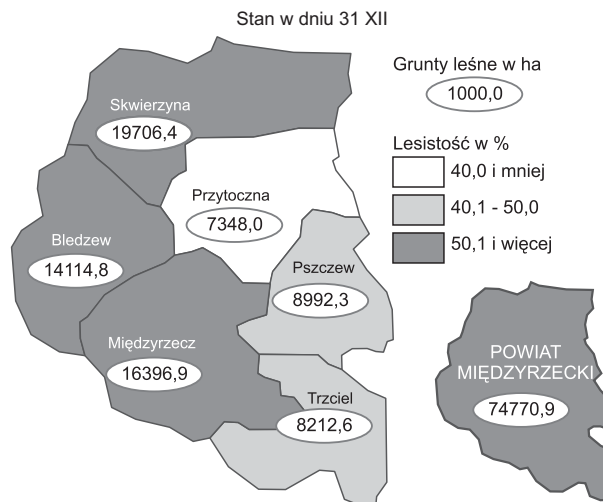 Stan w dniu 31 XII
Grunty leśne w ha
1000,0
Lesistość w %
40,0 i mniej
40,1 - 50,0
50,1 i więcej
Skwierzyna
19706,4
Przytoczna
7348,0
Bledzew
14114,8
Pszczew
8992,3
Międzyrzecz
16396,9
Trzciel
8212,6
POWIAT
MIĘDZYRZECKI
74770,9